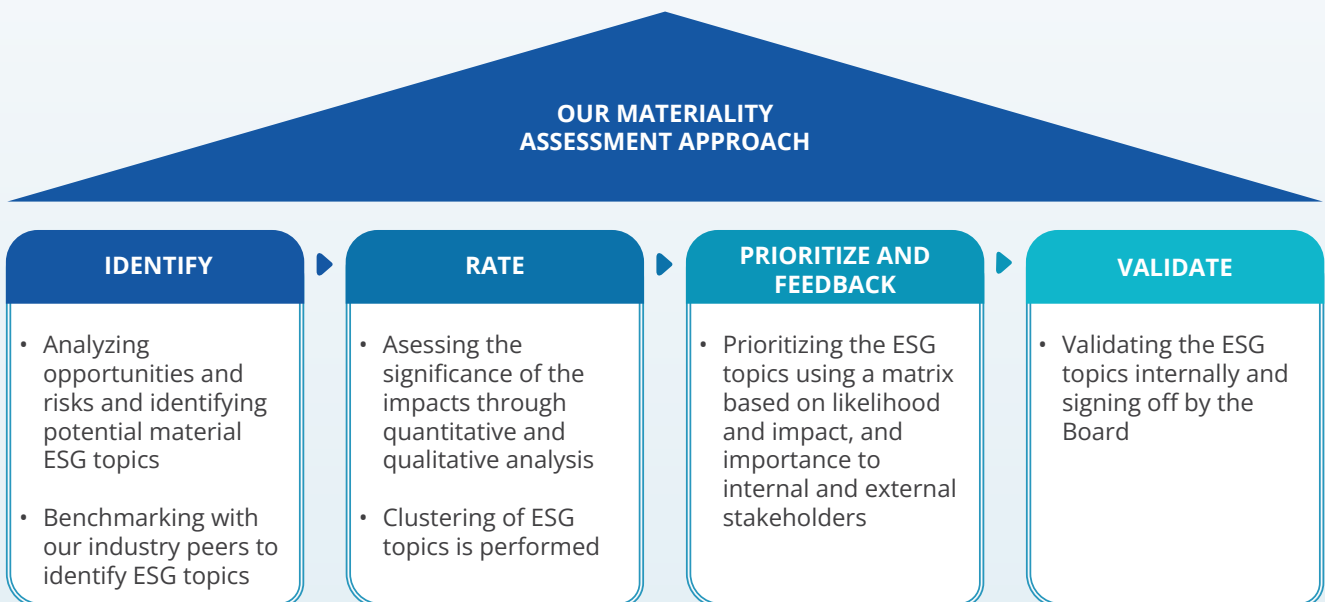 OUR MATERIALITY
ASSESSMENT APPROACH
IDENTIFY
• Analyzing
opportunities and
risks and identifying
potential material
ESG topics
• Benchmarking with
our industry peers to
identify ESG topics
RATE
• Asessing the
significance of the
impacts through
quantitative and
qualitative analysis
• Clustering of ESG
topics is performed
PRIORITIZE AND
FEEDBACK
• Prioritizing the ESG
topics using a matrix
based on likelihood
and impact, and
importance to
internal and external
stakeholders
VALIDATE
• Validating the ESG
topics internally and
signing off by the
Board